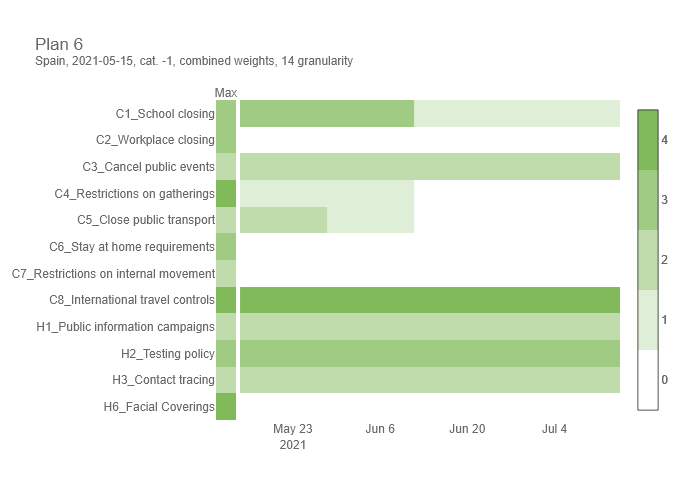 Plan 6
Spain, 2021-05-15, cat. -1, combined weights, 14 granularity
Max
C1_School closing
C2_Workplace closing
C3_Cancel public events
C4_Restrictions on gatherings
C5_Close public transport
C6_Stay at home requirements
C7_Restrictions on internal movement
C8_International travel controls
H1_Public information campaigns
H2_Testing policy
H3_Contact tracing
H6_Facial Coverings
May 23
2021
Jun 6
Jun 20
Jul 4
4
3
2
1
0